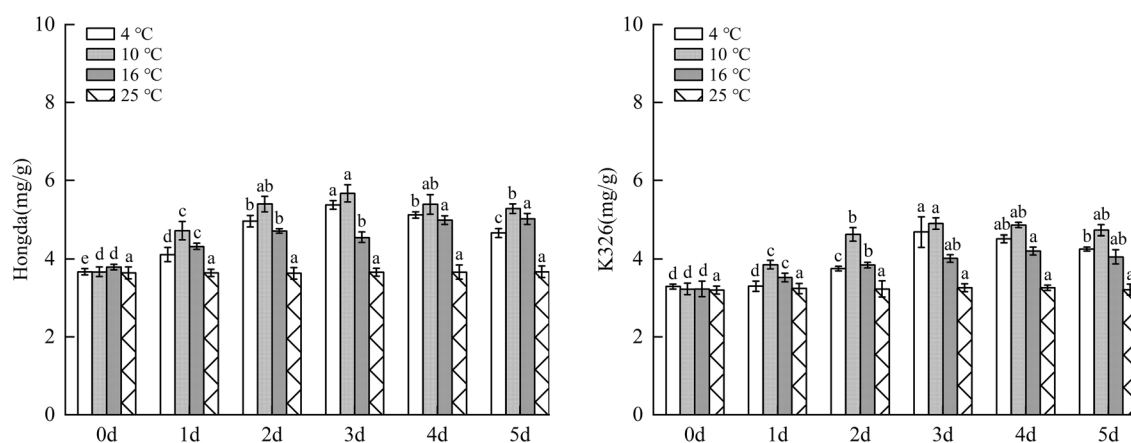 Hongda(mg/g)
10
8
6
4
2
0
4 ℃
10 ℃
16 ℃
25 ℃
e d d a
d c c a
b ab b a
a a b a
b ab a a
c b a a
0d 1d 2d 3d 4d 5d
K326(mg/g)
10
8
6
4
2
0
4 ℃
10 ℃
16 ℃
25 ℃
d d d a
d c c a
c b b a
a a ab a
ab ab a a
b ab ab a
0d 1d 2d 3d 4d 5d